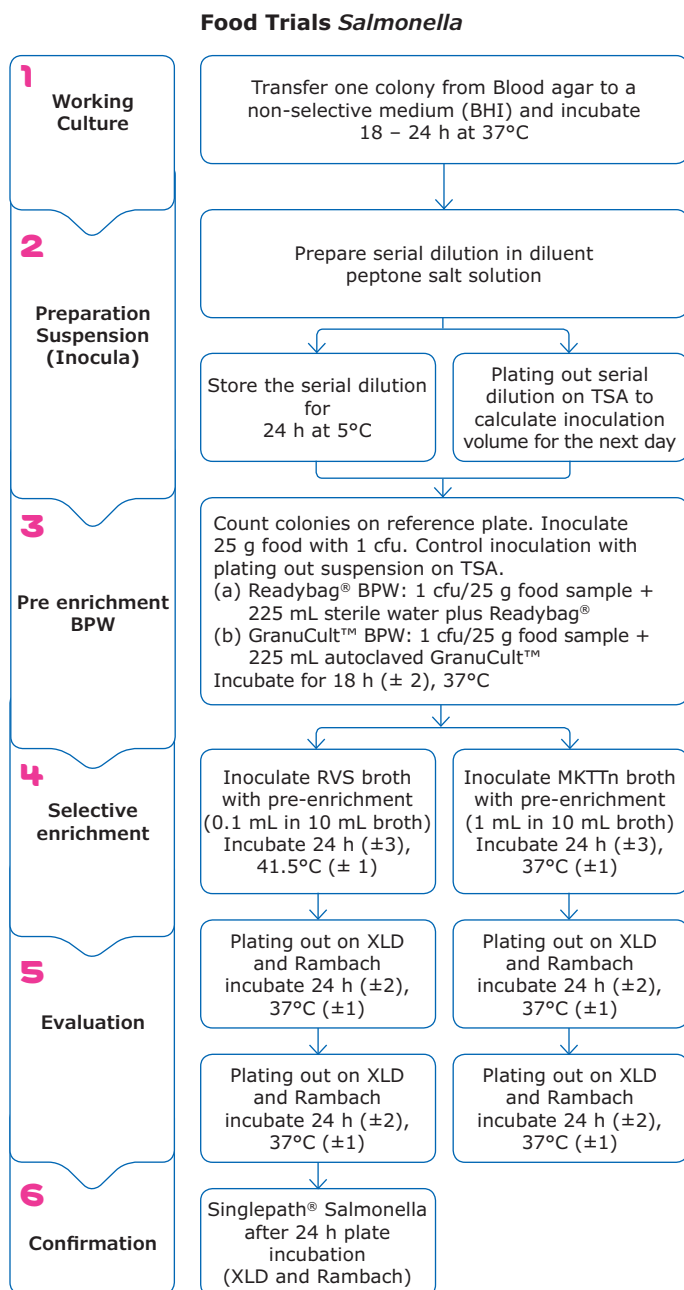 Food Trials Salmonella
1
Working
Culture
Transfer one colony from Blood agar to a
non-selective medium (BHI) and incubate
18 – 24 h at 37°C
2
Preparation
Suspension
(Inocula)
Prepare serial dilution in diluent
peptone salt solution
Store the serial dilution
for
24 h at 5°C
Plating out serial
dilution on TSA to
calculate inoculation
volume for the next day
3
Pre enrichment
BPW
Count colonies on reference plate. Inoculate
25 g food with 1 cfu. Control inoculation with
plating out suspension on TSA.
(a) Readybag® BPW: 1 cfu/25 g food sample +
225 mL sterile water plus Readybag®
(b) GranuCult™ BPW: 1 cfu/25 g food sample +
225 mL autoclaved GranuCult™
Incubate for 18 h (± 2), 37°C
4
Selective
enrichment
Inoculate RVS broth
with pre-enrichment
(0.1 mL in 10 mL broth)
Incubate 24 h (±3),
41.5°C (± 1)
Inoculate MKTTn broth
with pre-enrichment
(1 mL in 10 mL broth)
Incubate 24 h (±3),
37°C (±1)
5
Evaluation
Plating out on XLD
and Rambach
incubate 24 h (±2),
37°C (±1)
Plating out on XLD
and Rambach
incubate 24 h (±2),
37°C (±1)
Plating out on XLD
and Rambach
incubate 24 h (±2),
37°C (±1)
Plating out on XLD
and Rambach
incubate 24 h (±2),
37°C (±1)
6
Confirmation
Singlepath® Salmonella
after 24 h plate
incubation
(XLD and Rambach)